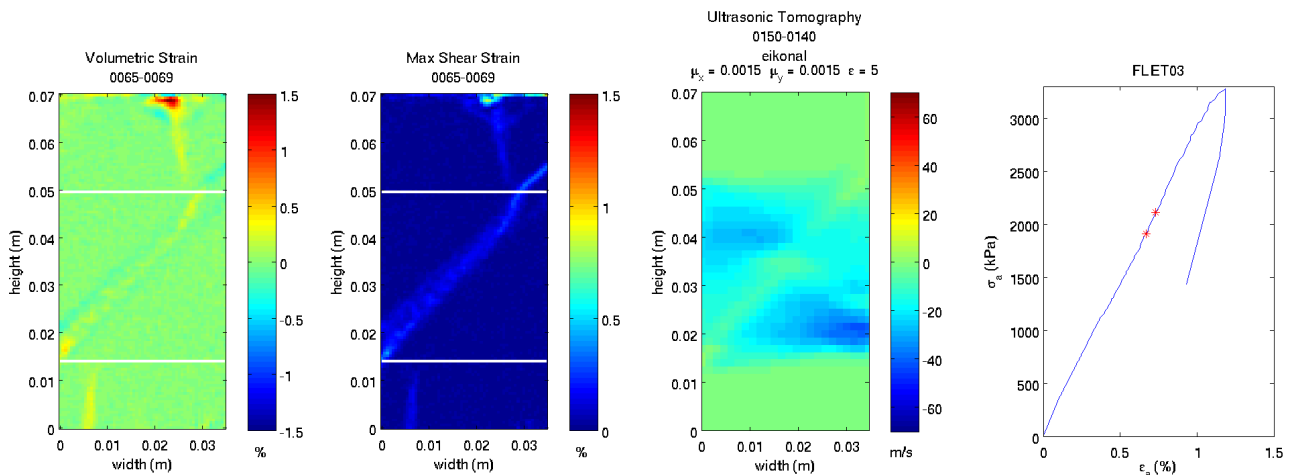 Volumetric Strain
0065-0069
0.07
0.06
0.05
0.04
0.03
0.02
0.01
0
height (m)
0 0.01 0.02 0.03
width (m)
1.5
1
0.5
0
-0.5
-1
-1.5
%
Max Shear Strain
0065-0069
0.07
0.06
0.05
0.04
0.03
0.02
0.01
0
height (m)
0 0.01 0.02 0.03
width (m)
1.5
1
0.5
0
%
Ultrasonic Tomography
0150-0140
eikonal
μx = 0.0015 μy = 0.0015 ε = 5
0.07
0.06
0.05
0.04
0.03
0.02
0.01
0
height (m)
0 0.01 0.02 0.03
width (m)
60
40
20
0
-20
-40
-60
m/s
FLET03
3000
2500
2000
1500
1000
500
0
σa (kPa)
0 0.5 1 1.5
εa (%)